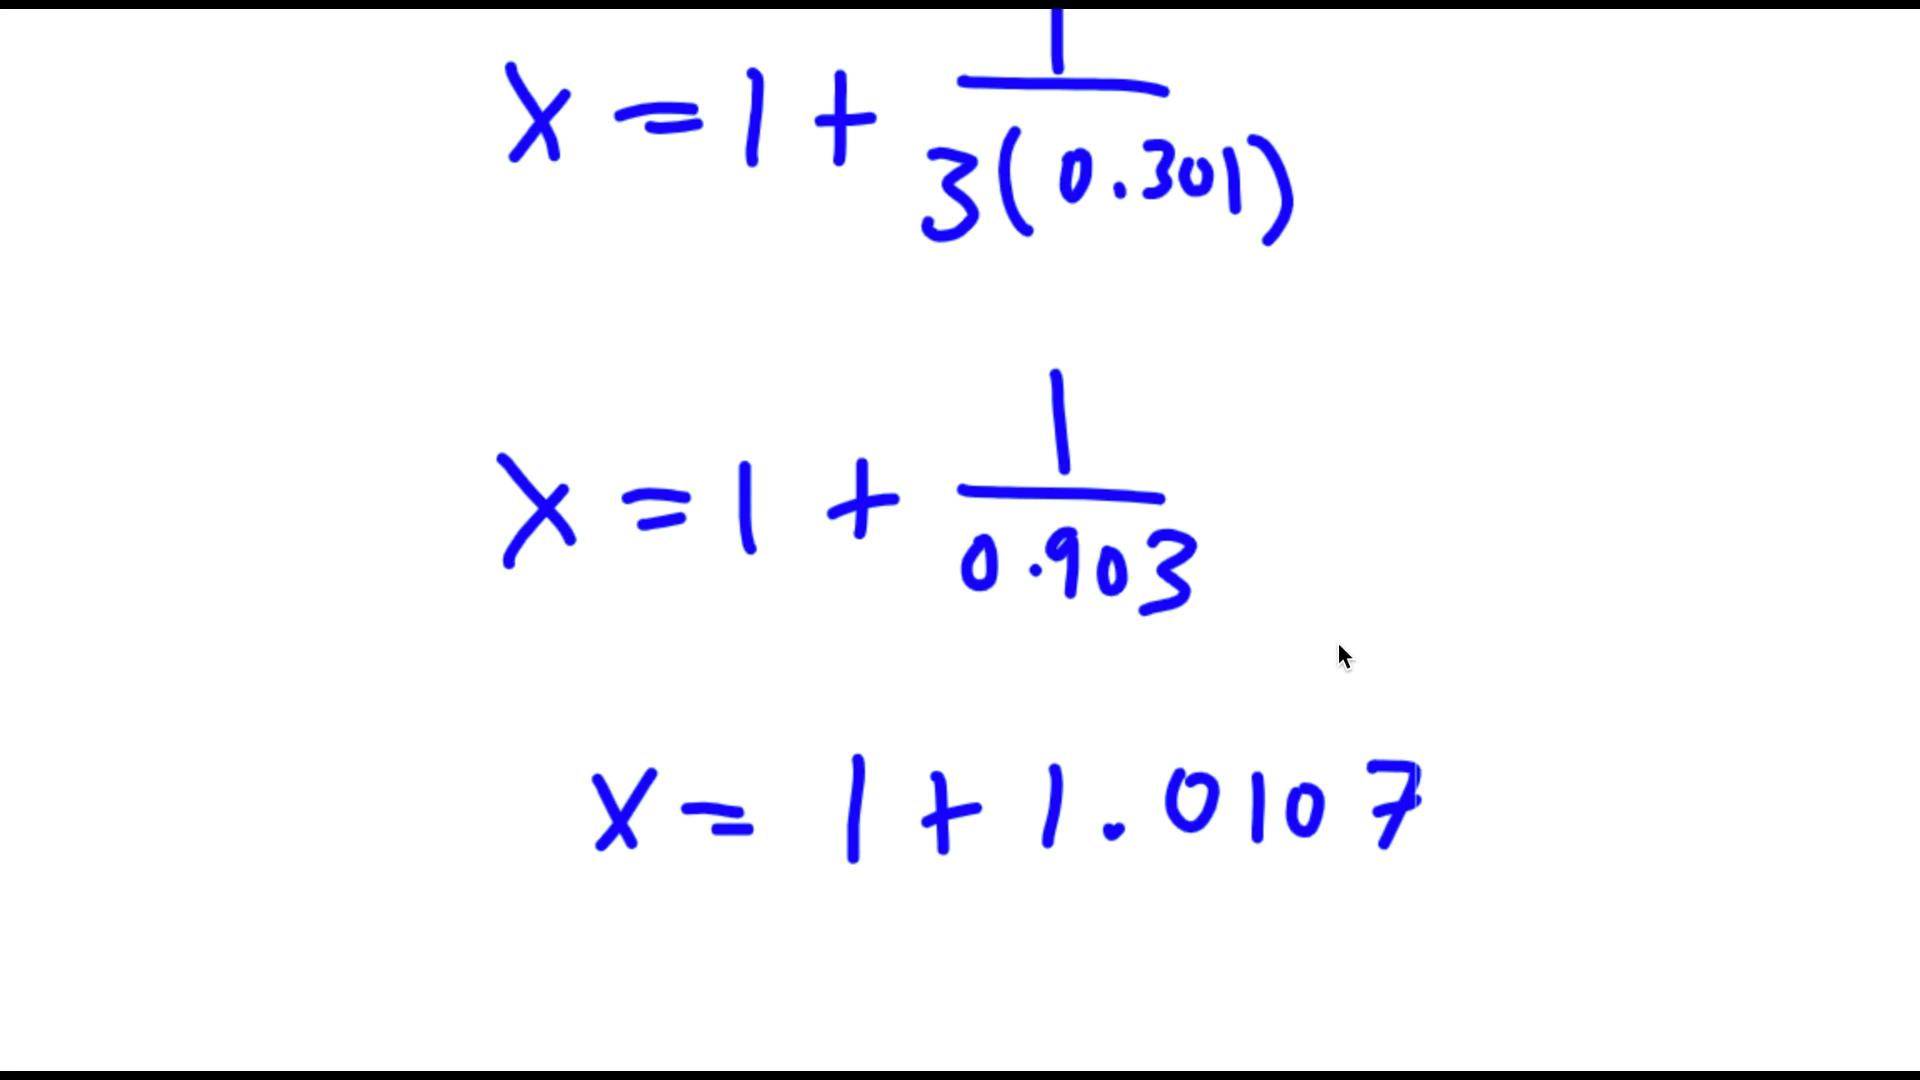 x = 1 + 1/3(0.301)
x = 1 + 1/0.903
x = 1 + 1.0107